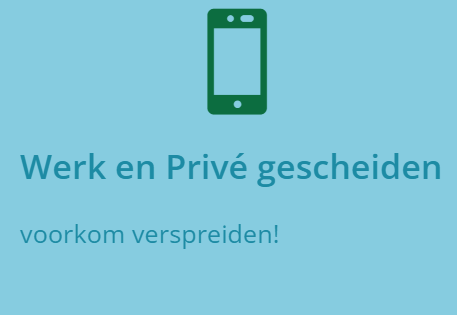 Werk en Privé gescheiden
voorkom verspreiden!